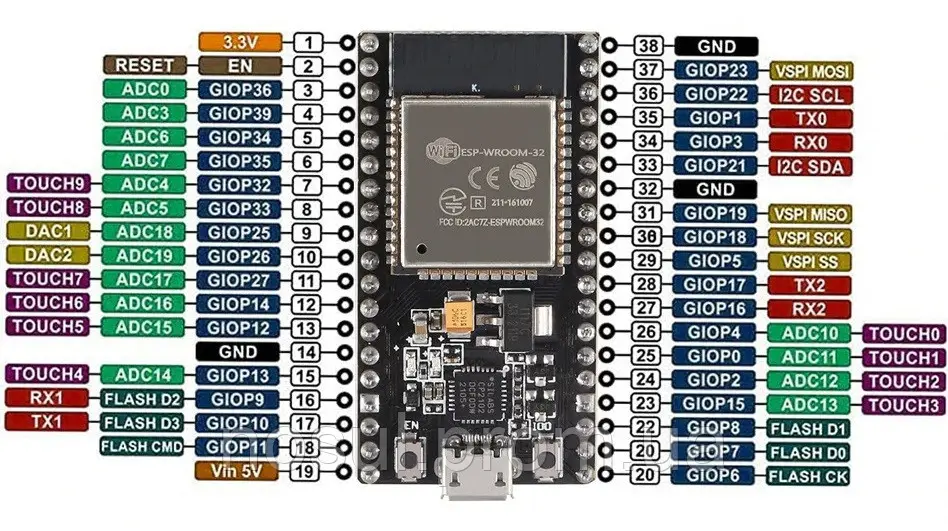 3.3V 1
RESET EN 2
ADC0 GIOP36 3
ADC3 GIOP39 4
ADC6 GIOP34 5
ADC7 GIOP35 6
TOUCH9 ADC4 GIOP32 7
TOUCH8 ADC5 GIOP33 8
DAC1 ADC18 GIOP25 9
DAC2 ADC19 GIOP26 10
TOUCH7 ADC17 GIOP27 11
TOUCH6 ADC16 GIOP14 12
TOUCH5 ADC15 GIOP12 13
GND 14
TOUCH4 ADC14 GIOP13 15
RX1 FLASH D2 GIOP9 16
TX1 FLASH D3 GIOP10 17
FLASH CMD GIOP11 18
Vin 5V 19
K.
WiFi ESP-WROOM-32
CE
R 211-161007
FCC ID:2AC7Z-ESPWROOM32
SILABS
CP2102
EN
IO0
38 GND
37 GIOP23 VSPI MOSI
36 GIOP22 I2C SCL
35 GIOP1 TX0
34 GIOP3 RX0
33 GIOP21 I2C SDA
32 GND
31 GIOP19 VSPI MISO
30 GIOP18 VSPI SCK
29 GIOP5 VSPI SS
28 GIOP17 TX2
27 GIOP16 RX2
26 GIOP4 ADC10 TOUCH0
25 GIOP0 ADC11 TOUCH1
24 GIOP2 ADC12 TOUCH2
23 GIOP15 ADC13 TOUCH3
22 GIOP8 FLASH D1
20 GIOP7 FLASH D0
20 GIOP6 FLASH CK